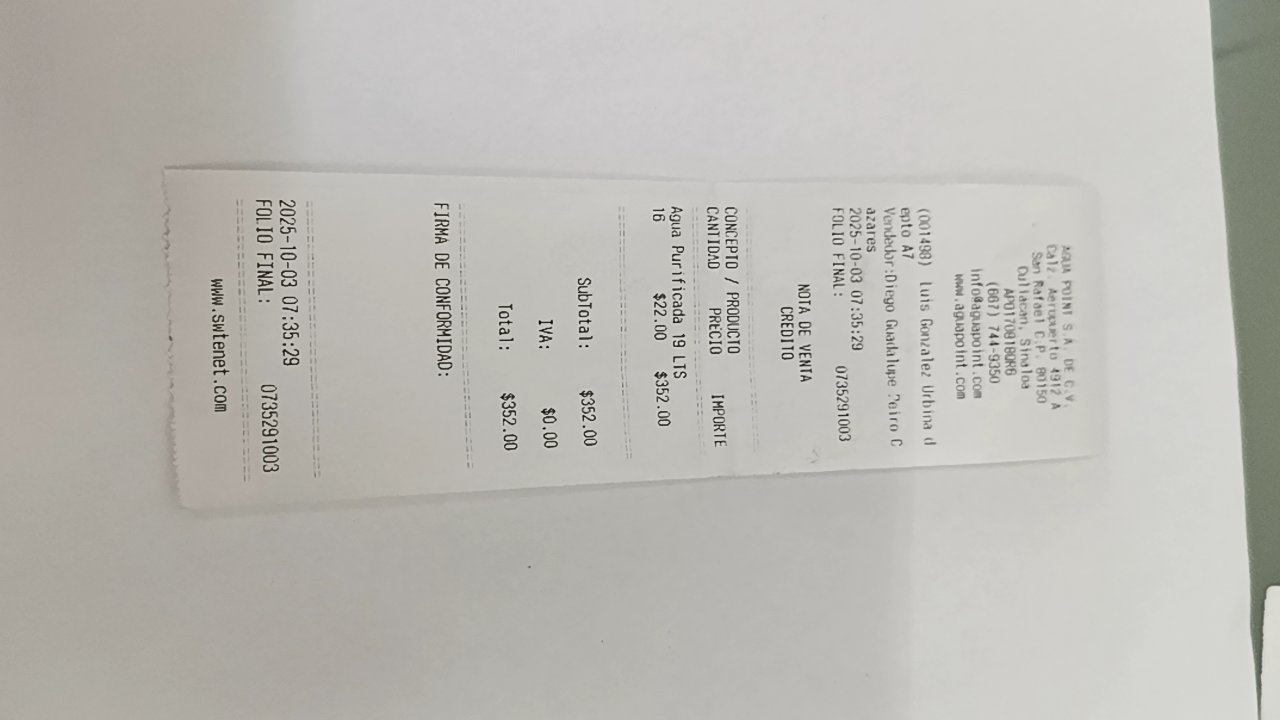 AGUA POINT S.A. DE C.V.
Calz. Aeropuerto 4912 A
San Rafael C.P. 80150
Culiacan, Sinaloa
(667) 744-9350
info@aguapoint.com
www.aguapoint.com
(001498) Luis Gonzalez Urbina d
epto A7
Vendedor:Diego Guadalupe C
azares
2025-10-03 07:35:29
FOLIO FINAL: 0735291003
NOTA DE VENTA
CREDITO
CONCEPTO / PRODUCTO
CANTIDAD PRECIO IMPORTE
Agua Purificada 19 LTS
16 $22.00 $352.00
SubTotal: $352.00
IVA: $0.00
Total: $352.00
FIRMA DE CONFORMIDAD:
2025-10-03 07:35:29
FOLIO FINAL: 0735291003
www.swtenet.com